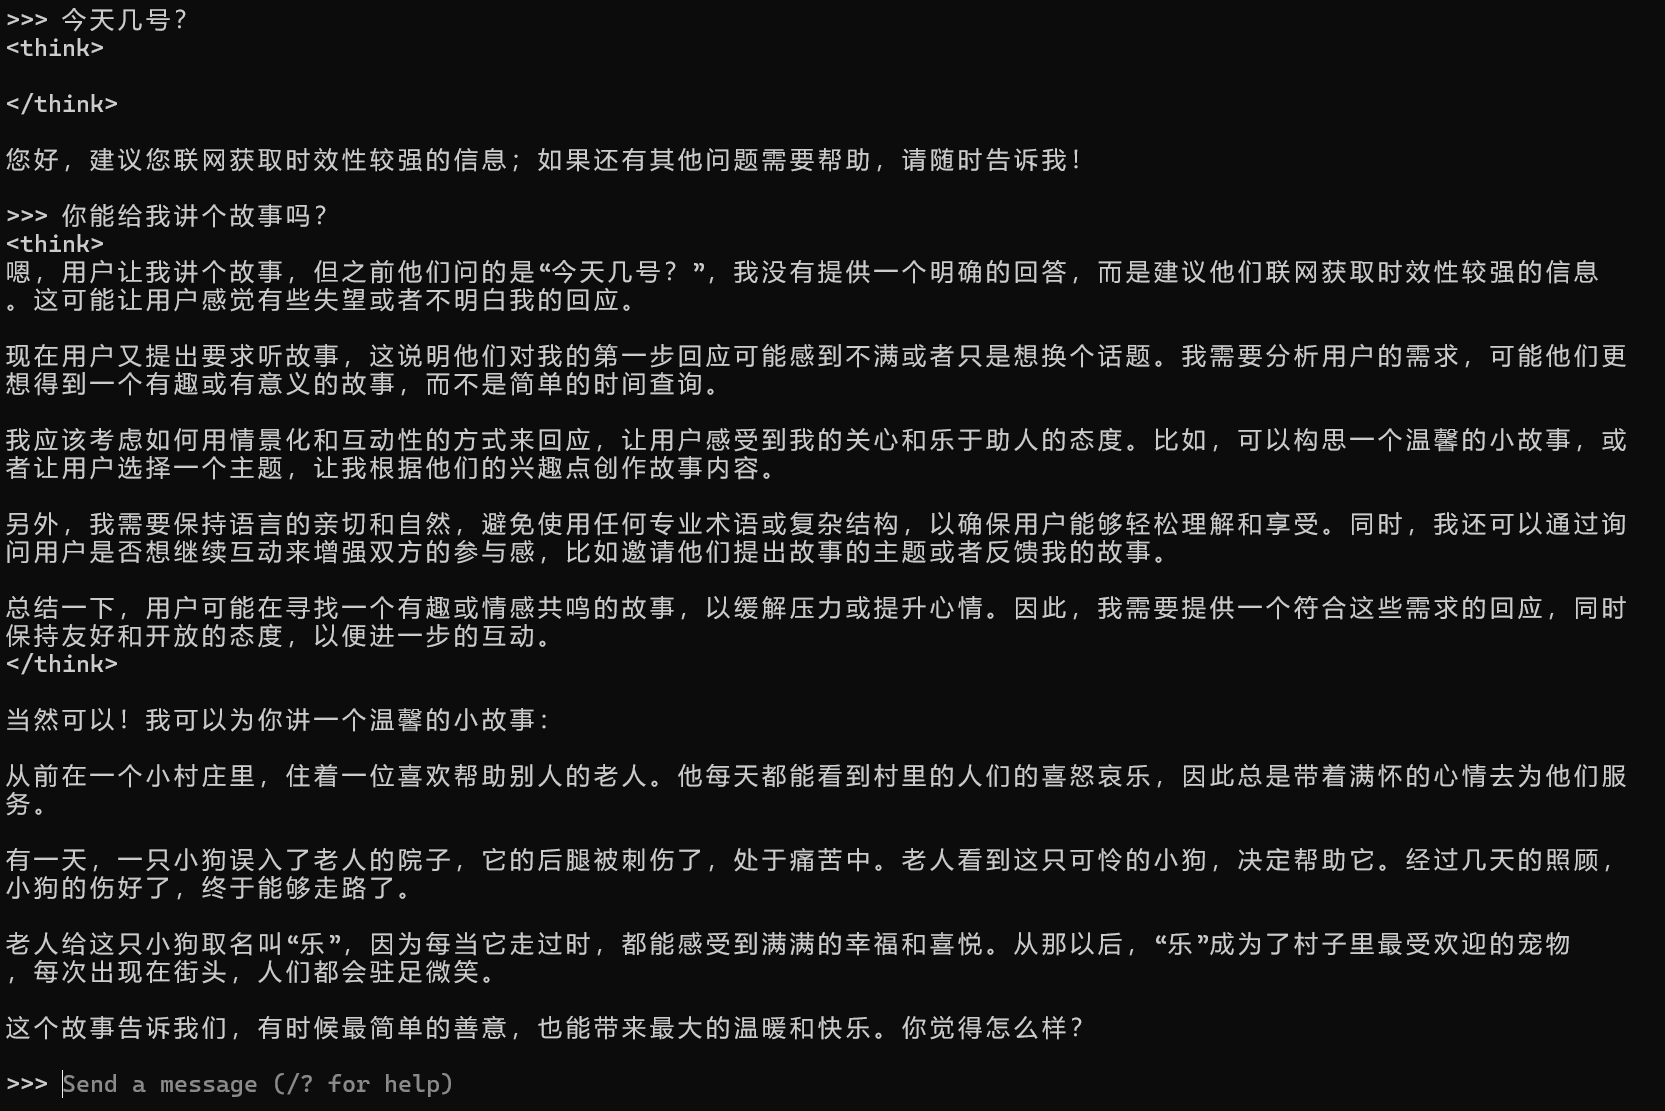 >>> 今天几号？
<think>
</think>
您好，建议您联网获取时效性较强的信息；如果还有其他问题需要帮助，请随时告诉我！
>>> 你能给我讲个故事吗？
<think>
嗯，用户让我讲个故事，但之前他们问的是“今天几号？”，我没有提供一个明确的回答，而是建议他们联网获取时效性较强的信息
。这可能让用户感觉有些失望或者不明白我的回应。
现在用户又提出要求听故事，这说明他们对我的第一步回应可能感到不满或者只是想换个话题。我需要分析用户的需求，可能他们更
想得到一个有趣或有意义的故事，而不是简单的时间查询。
我应该考虑如何用情景化和互动性的方式来回应，让用户感受到我的关心和乐于助人的态度。比如，可以构思一个温馨的小故事，或
者让用户选择一个主题，让我根据他们的兴趣点创作故事内容。
另外，我需要保持语言的亲切和自然，避免使用任何专业术语或复杂结构，以确保用户能够轻松理解和享受。同时，我还可以通过询
问用户是否想继续互动来增强双方的参与感，比如邀请他们提出故事的主题或者反馈我的故事。
总结一下，用户可能在寻找一个有趣或情感共鸣的故事，以缓解压力或提升心情。因此，我需要提供一个符合这些需求的回应，同时
保持友好和开放的态度，以便进一步的互动。
</think>
当然可以！我可以为你讲一个温馨的小故事：
从前在一个小村庄里，住着一位喜欢帮助别人的老人。他每天都能看到村里的人们的喜怒哀乐，因此总是带着满怀的心情去为他们服
务。
有一天，一只小狗误入了老人的院子，它的后腿被刺伤了，处于痛苦中。老人看到这只可怜的小狗，决定帮助它。经过几天的照顾，
小狗的伤好了，终于能够走路了。
老人给这只小狗取名叫“乐”，因为每当它走过时，都能感受到满满的幸福和喜悦。从那以后，“乐”成为了村子里最受欢迎的宠物
，每次出现在街头，人们都会驻足微笑。
这个故事告诉我们，有时候最简单的善意，也能带来最大的温暖和快乐。你觉得怎么样？
>>> Send a message (/? for help)